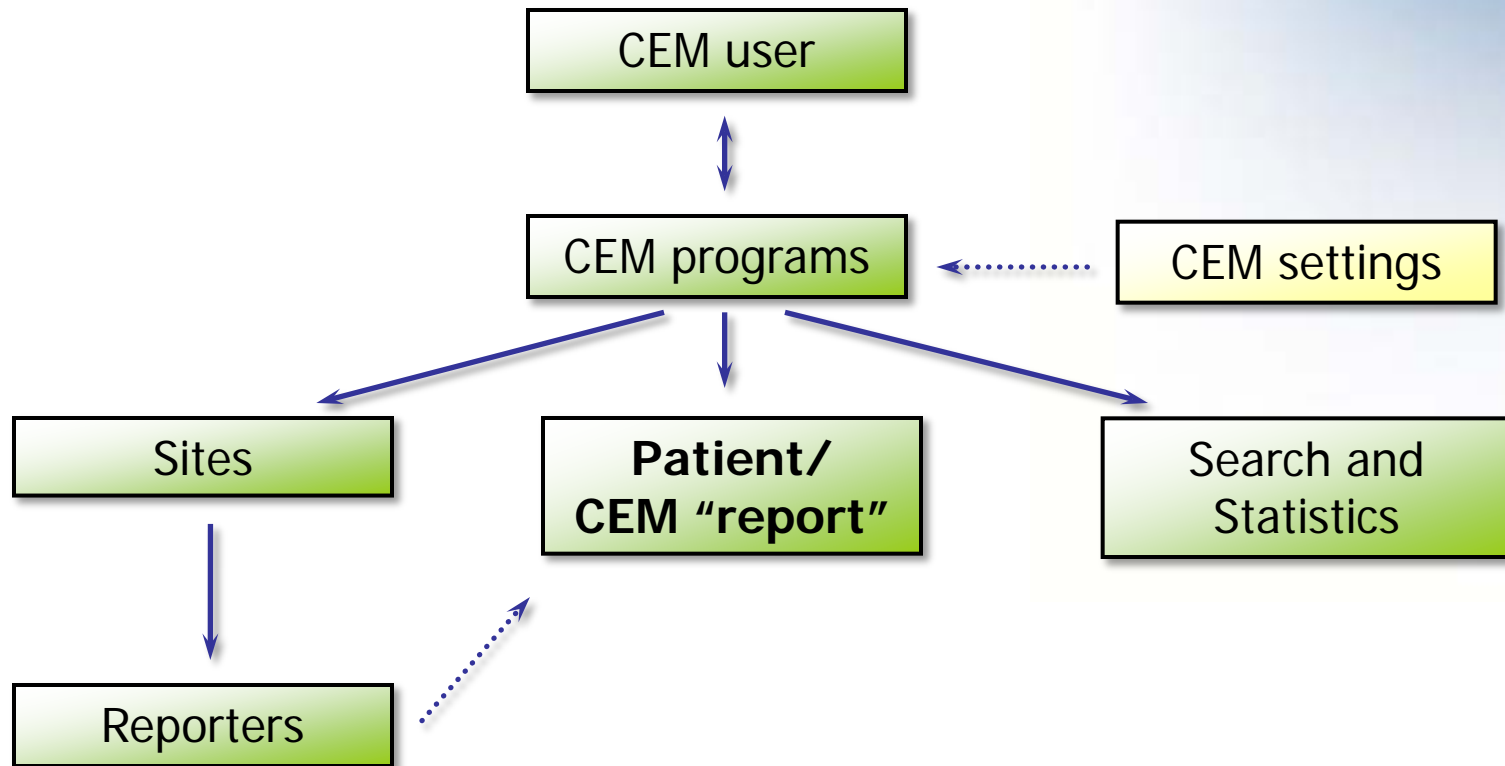 CEM user
CEM programs
CEM settings
Sites
Patient/
CEM “report”
Search and
Statistics
Reporters